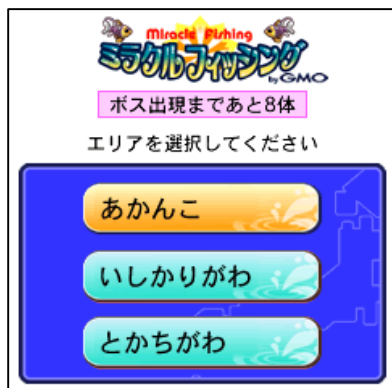 Miracle Fishing
ミラクルフィッシング
by GMO
ボス出現まであと8体
エリアを選択してください
あかんこ
いしかりがわ
とかちがわ